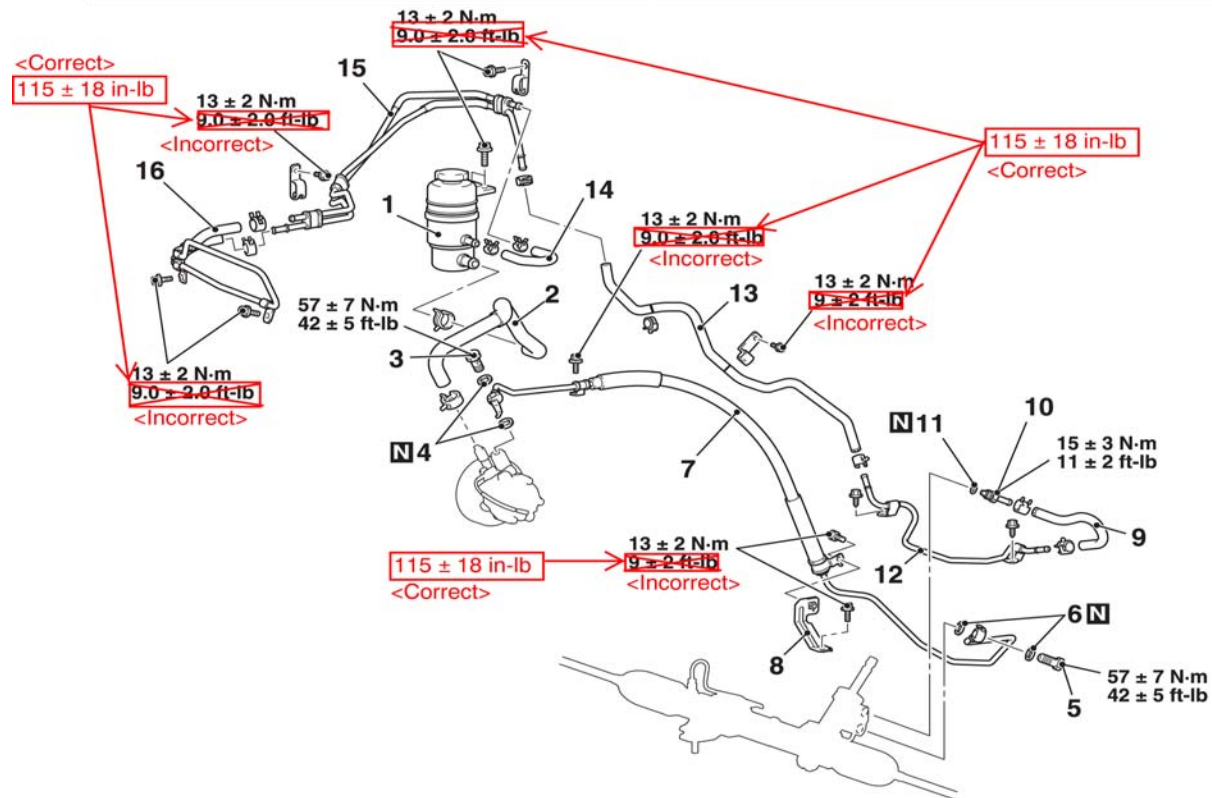 13 ± 2 N·m
9.0 ± 2.0 ft-lb
<Correct>
115 ± 18 in-lb
15
13 ± 2 N·m
9.0 ± 2.0 ft-lb
<Incorrect>
115 ± 18 in-lb
<Correct>
16
1
14
13 ± 2 N·m
9.0 ± 2.0 ft-lb
<Incorrect>
13 ± 2 N·m
9 ± 2 ft-lb
<Incorrect>
57 ± 7 N·m
42 ± 5 ft-lb
2
13
3
13 ± 2 N·m
9.0 ± 2.0 ft-lb
<Incorrect>
N 4
7
N 11
10
15 ± 3 N·m
11 ± 2 ft-lb
9
12
115 ± 18 in-lb
<Correct>
13 ± 2 N·m
9 ± 2 ft-lb
<Incorrect>
6 N
8
5
57 ± 7 N·m
42 ± 5 ft-lb